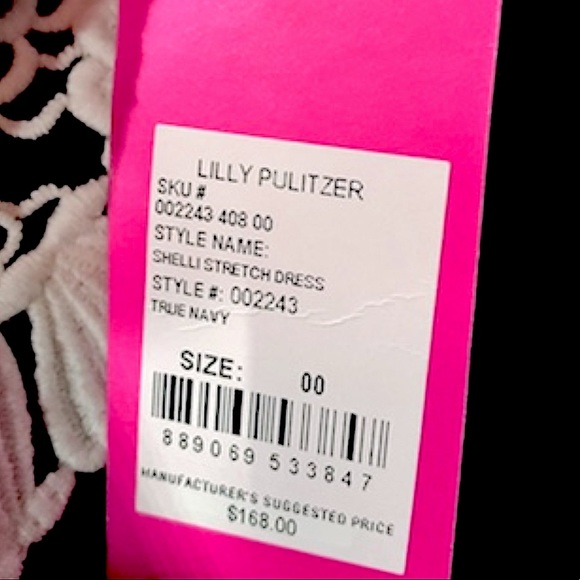 LILLY PULITZER
SKU #
002243 408 00
STYLE NAME:
SHELLI STRETCH DRESS
STYLE #: 002243
TRUE NAVY
SIZE: 00
889069 533847
MANUFACTURER'S SUGGESTED PRICE
$168.00